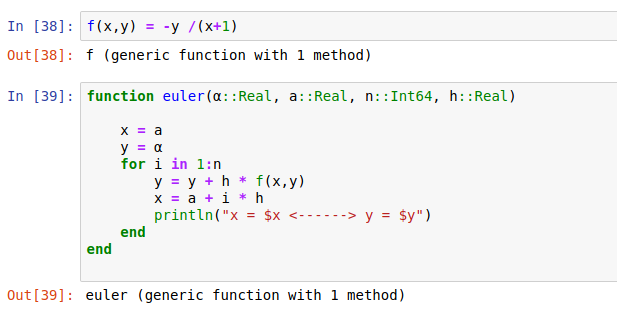 In [38]: f(x,y) = -y /(x+1)
Out[38]: f (generic function with 1 method)
In [39]: function euler(α::Real, a::Real, n::Int64, h::Real)
x = a
y = α
for i in 1:n
y = y + h * f(x,y)
x = a + i * h
println("x = $x <------> y = $y")
end
end
Out[39]: euler (generic function with 1 method)